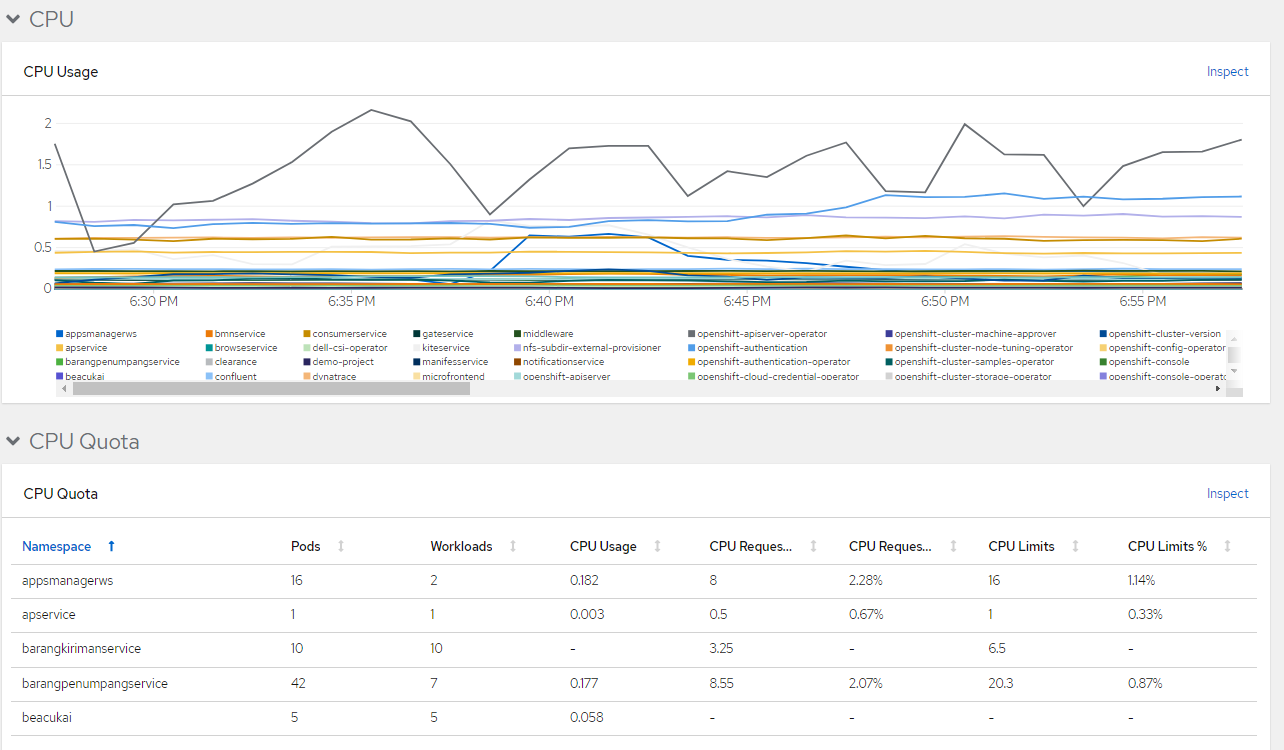 CPU
CPU Usage Inspect
2
1.5
1
0.5
0
6:30 PM 6:35 PM 6:40 PM 6:45 PM 6:50 PM 6:55 PM
appsmanagerws bmnservice consumerservice gateservice middleware openshift-apiserver-operator openshift-cluster-machine-approver openshift-cluster-version
apservice browseservice dell-csi-operator kiteservice nfs-subdir-external-provisioner openshift-authentication openshift-cluster-node-tuning-operator openshift-config-operator
barangpenumpangservice clearance demo-project manifesservice notificationservice openshift-authentication-operator openshift-cluster-samples-operator openshift-console
beacukai confluent dynatrace microfrontend openshift-apiserver openshift-cloud-credential-operator openshift-cluster-storage-operator openshift-console-operator
CPU Quota
CPU Quota Inspect
Namespace Pods Workloads CPU Usage CPU Reques... CPU Reques... CPU Limits CPU Limits %
appsmanagerws 16 2 0.182 8 2.28% 16 1.14%
apservice 1 1 0.003 0.5 0.67% 1 0.33%
barangkirimanservice 10 10 - 3.25 - 6.5 -
barangpenumpangservice 42 7 0.177 8.55 2.07% 20.3 0.87%
beacukai 5 5 0.058 - - - -